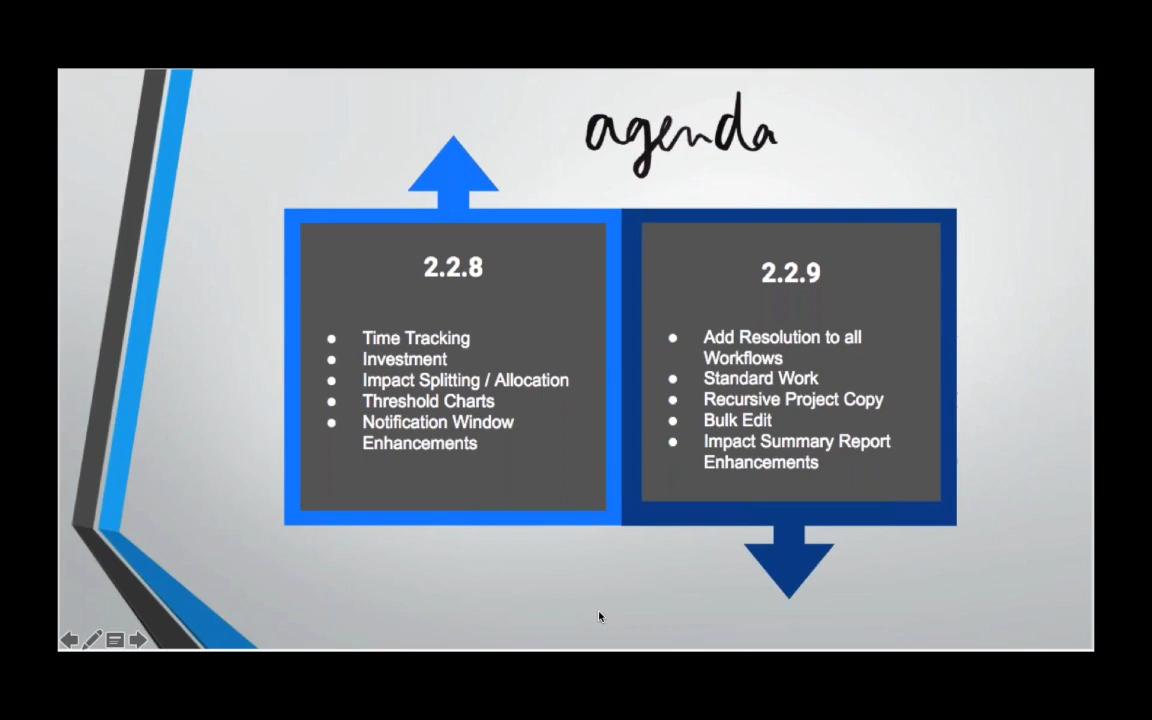 agenda
2.2.8
● Time Tracking
● Investment
● Impact Splitting / Allocation
● Threshold Charts
● Notification Window
Enhancements
2.2.9
● Add Resolution to all
Workflows
● Standard Work
● Recursive Project Copy
● Bulk Edit
● Impact Summary Report
Enhancements